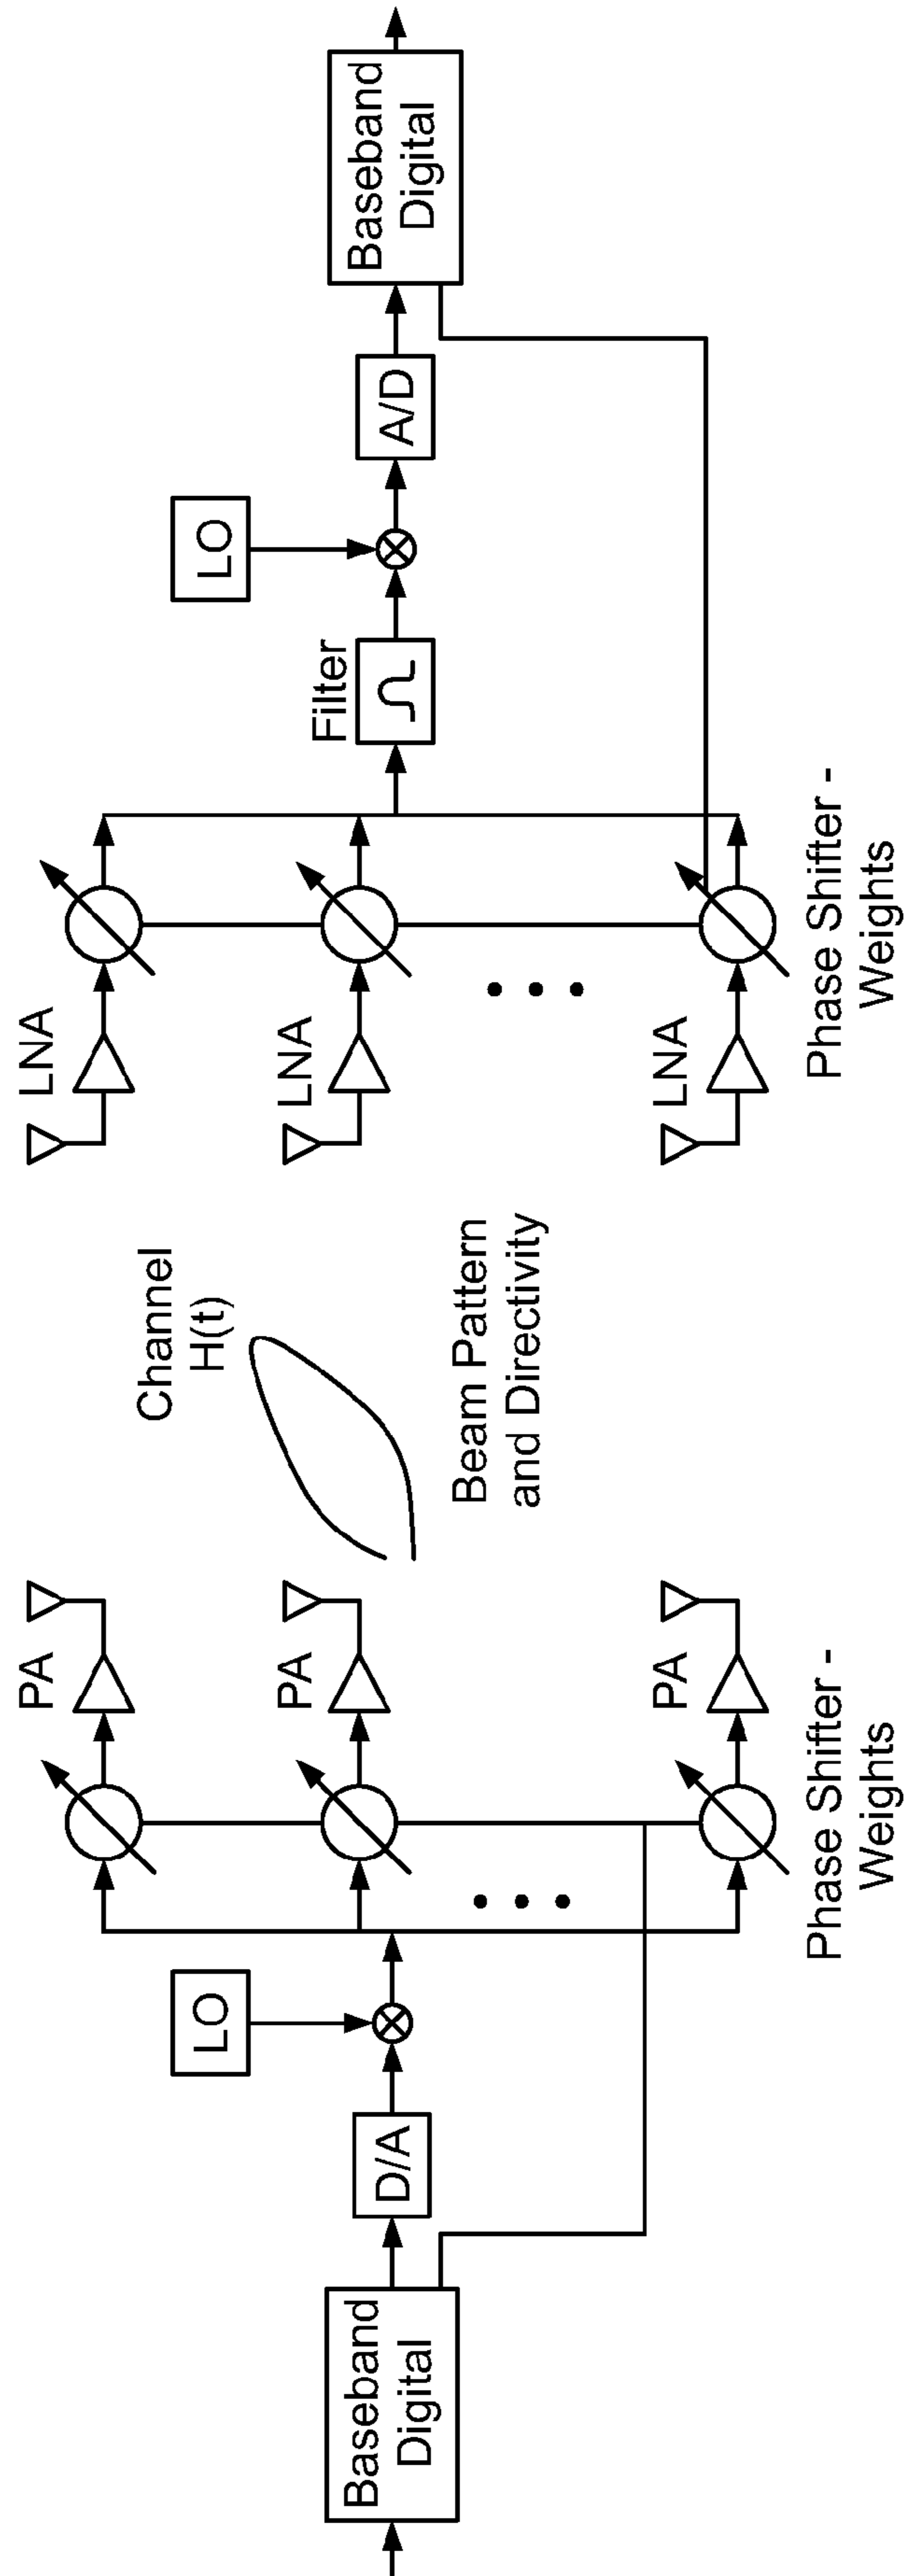 Baseband
Digital
D/A
LO
PA
PA
PA
Phase Shifter -
Weights
Channel
H(t)
Beam Pattern
and Directivity
LNA
LNA
LNA
Phase Shifter -
Weights
Filter
LO
A/D
Baseband
Digital